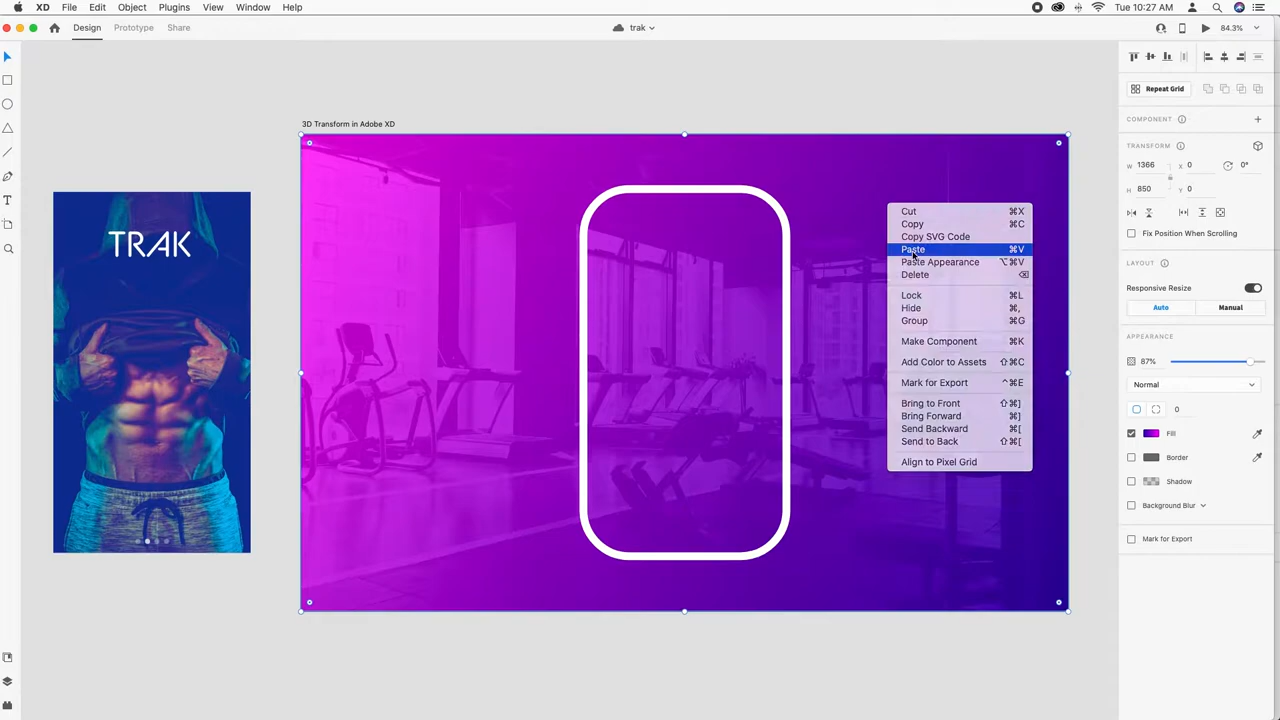 XD File Edit Object Plugins View Window Help
Tue 10:27 AM
Design Prototype Share
trak
84.3%
3D Transform in Adobe XD
TRAK
Cut ⌘X
Copy ⌘C
Copy SVG Code
Paste ⌘V
Paste Appearance ⌥⌘V
Delete ⌫
Lock ⌘L
Hide ⌘,
Group ⌘G
Make Component ⌘K
Add Color to Assets ⇧⌘C
Mark for Export ^⌘E
Bring to Front ⇧⌘]
Bring Forward ⌘]
Send Backward ⌘[
Send to Back ⇧⌘[
Align to Pixel Grid
Repeat Grid
COMPONENT
TRANSFORM
W 1366 X 0 0°
H 850 Y 0
Fix Position When Scrolling
LAYOUT
Responsive Resize
Auto Manual
APPEARANCE
87%
Normal
0
Fill
Border
Shadow
Background Blur
Mark for Export